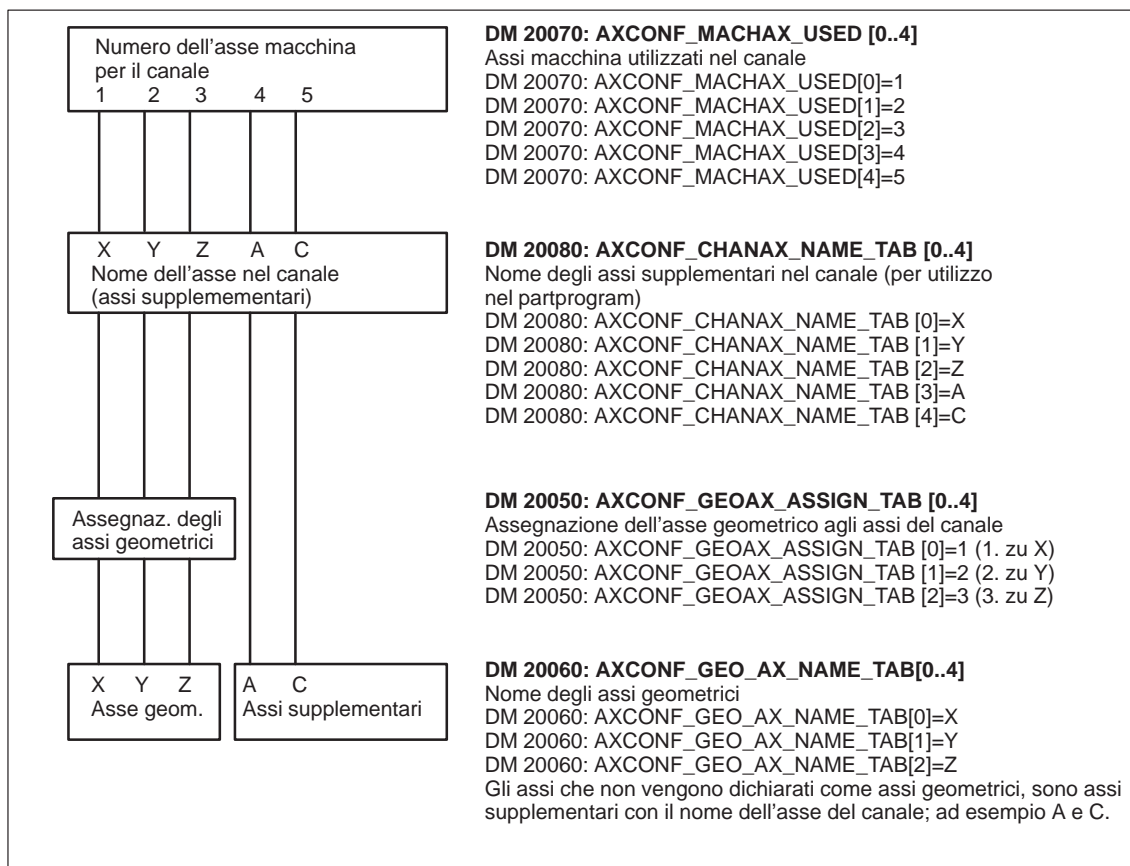 Numero dell'asse macchina
per il canale
1 2 3 4 5
DM 20070: AXCONF_MACHAX_USED [0..4]
Assi macchina utilizzati nel canale
DM 20070: AXCONF_MACHAX_USED[0]=1
DM 20070: AXCONF_MACHAX_USED[1]=2
DM 20070: AXCONF_MACHAX_USED[2]=3
DM 20070: AXCONF_MACHAX_USED[3]=4
DM 20070: AXCONF_MACHAX_USED[4]=5
X Y Z A C
Nome dell'asse nel canale
(assi supplemementari)
DM 20080: AXCONF_CHANAX_NAME_TAB [0..4]
Nome degli assi supplementari nel canale (per utilizzo
nel partprogram)
DM 20080: AXCONF_CHANAX_NAME_TAB [0]=X
DM 20080: AXCONF_CHANAX_NAME_TAB [1]=Y
DM 20080: AXCONF_CHANAX_NAME_TAB [2]=Z
DM 20080: AXCONF_CHANAX_NAME_TAB [3]=A
DM 20080: AXCONF_CHANAX_NAME_TAB [4]=C
Assegnaz. degli
assi geometrici
DM 20050: AXCONF_GEOAX_ASSIGN_TAB [0..4]
Assegnazione dell'asse geometrico agli assi del canale
DM 20050: AXCONF_GEOAX_ASSIGN_TAB [0]=1 (1. zu X)
DM 20050: AXCONF_GEOAX_ASSIGN_TAB [1]=2 (2. zu Y)
DM 20050: AXCONF_GEOAX_ASSIGN_TAB [2]=3 (3. zu Z)
X Y Z
Asse geom.
A C
Assi supplementari
DM 20060: AXCONF_GEO_AX_NAME_TAB[0..4]
Nome degli assi geometrici
DM 20060: AXCONF_GEO_AX_NAME_TAB[0]=X
DM 20060: AXCONF_GEO_AX_NAME_TAB[1]=Y
DM 20060: AXCONF_GEO_AX_NAME_TAB[2]=Z
Gli assi che non vengono dichiarati come assi geometrici, sono assi
supplementari con il nome dell'asse del canale; ad esempio A e C.